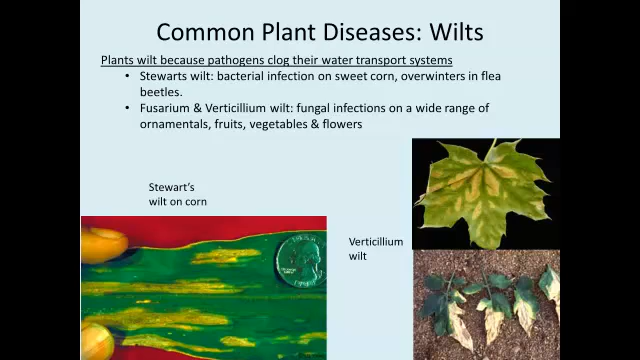 Common Plant Diseases: Wilts
Plants wilt because pathogens clog their water transport systems
• Stewarts wilt: bacterial infection on sweet corn, overwinters in flea
beetles.
• Fusarium & Verticillium wilt: fungal infections on a wide range of
ornamentals, fruits, vegetables & flowers
Stewart's
wilt on corn
Verticillium
wilt